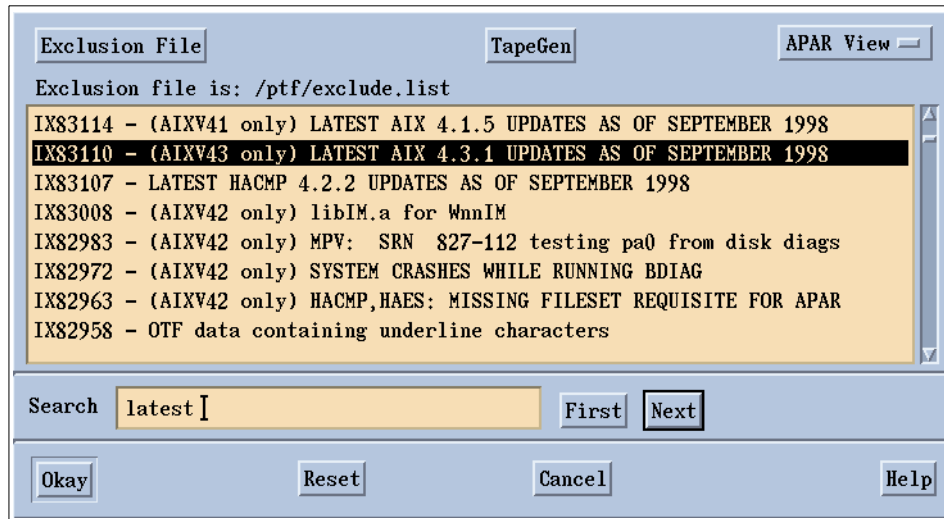 Exclusion File TapeGen APAR View
Exclusion file is: /ptf/exclude.list
IX83114 - (AIXV41 only) LATEST AIX 4.1.5 UPDATES AS OF SEPTEMBER 1998
IX83110 - (AIXV43 only) LATEST AIX 4.3.1 UPDATES AS OF SEPTEMBER 1998
IX83107 - LATEST HACMP 4.2.2 UPDATES AS OF SEPTEMBER 1998
IX83008 - (AIXV42 only) libIM.a for WnnIM
IX82983 - (AIXV42 only) MPV:  SRN  827-112 testing pa0 from disk diags
IX82972 - (AIXV42 only) SYSTEM CRASHES WHILE RUNNING BDIAG
IX82963 - (AIXV42 only) HACMP,HAES: MISSING FILESET REQUISITE FOR APAR
IX82958 - OTF data containing underline characters
Search latest First Next
Okay Reset Cancel Help